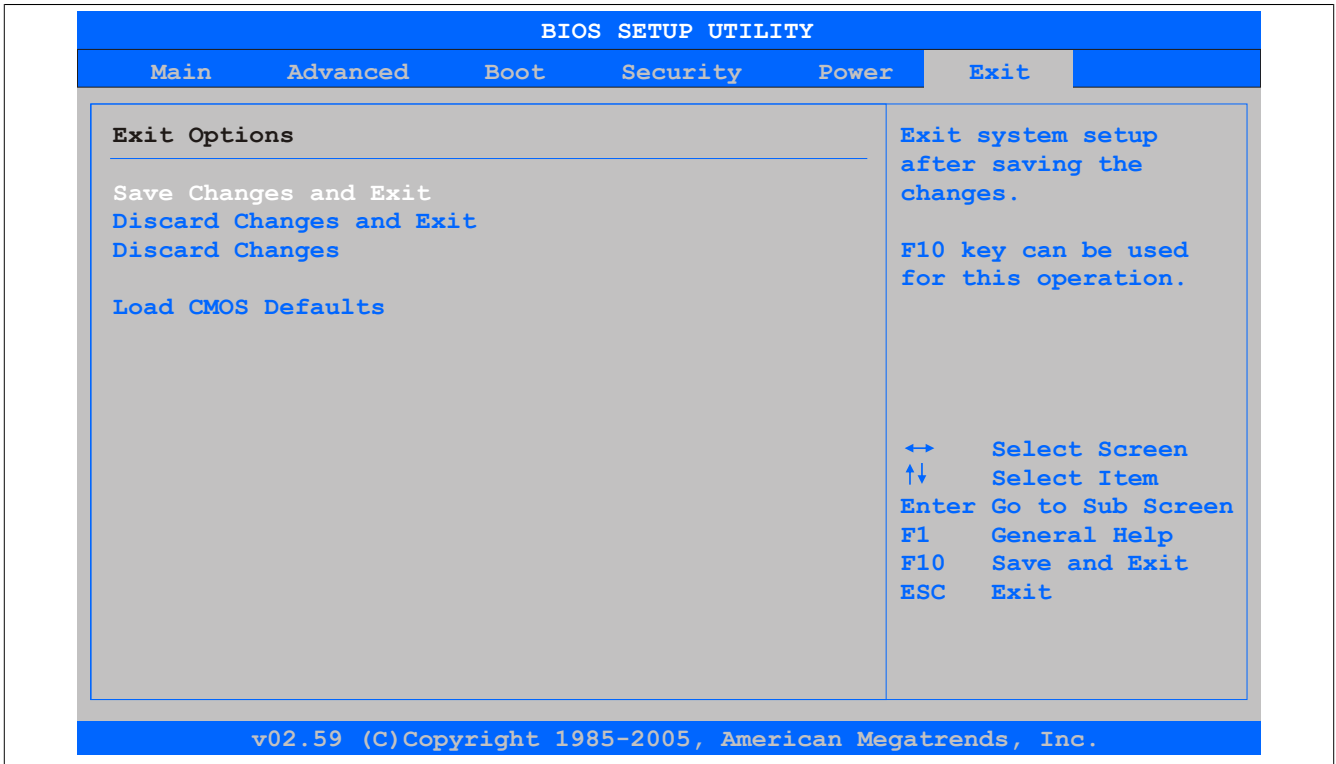 BIOS SETUP UTILITY
Main Advanced Boot Security Power Exit
Exit Options
Save Changes and Exit
Discard Changes and Exit
Discard Changes
Load CMOS Defaults
Exit system setup
after saving the
changes.
F10 key can be used
for this operation.
↔ Select Screen
↑↓ Select Item
Enter Go to Sub Screen
F1 General Help
F10 Save and Exit
ESC Exit
v02.59 (C)Copyright 1985-2005, American Megatrends, Inc.